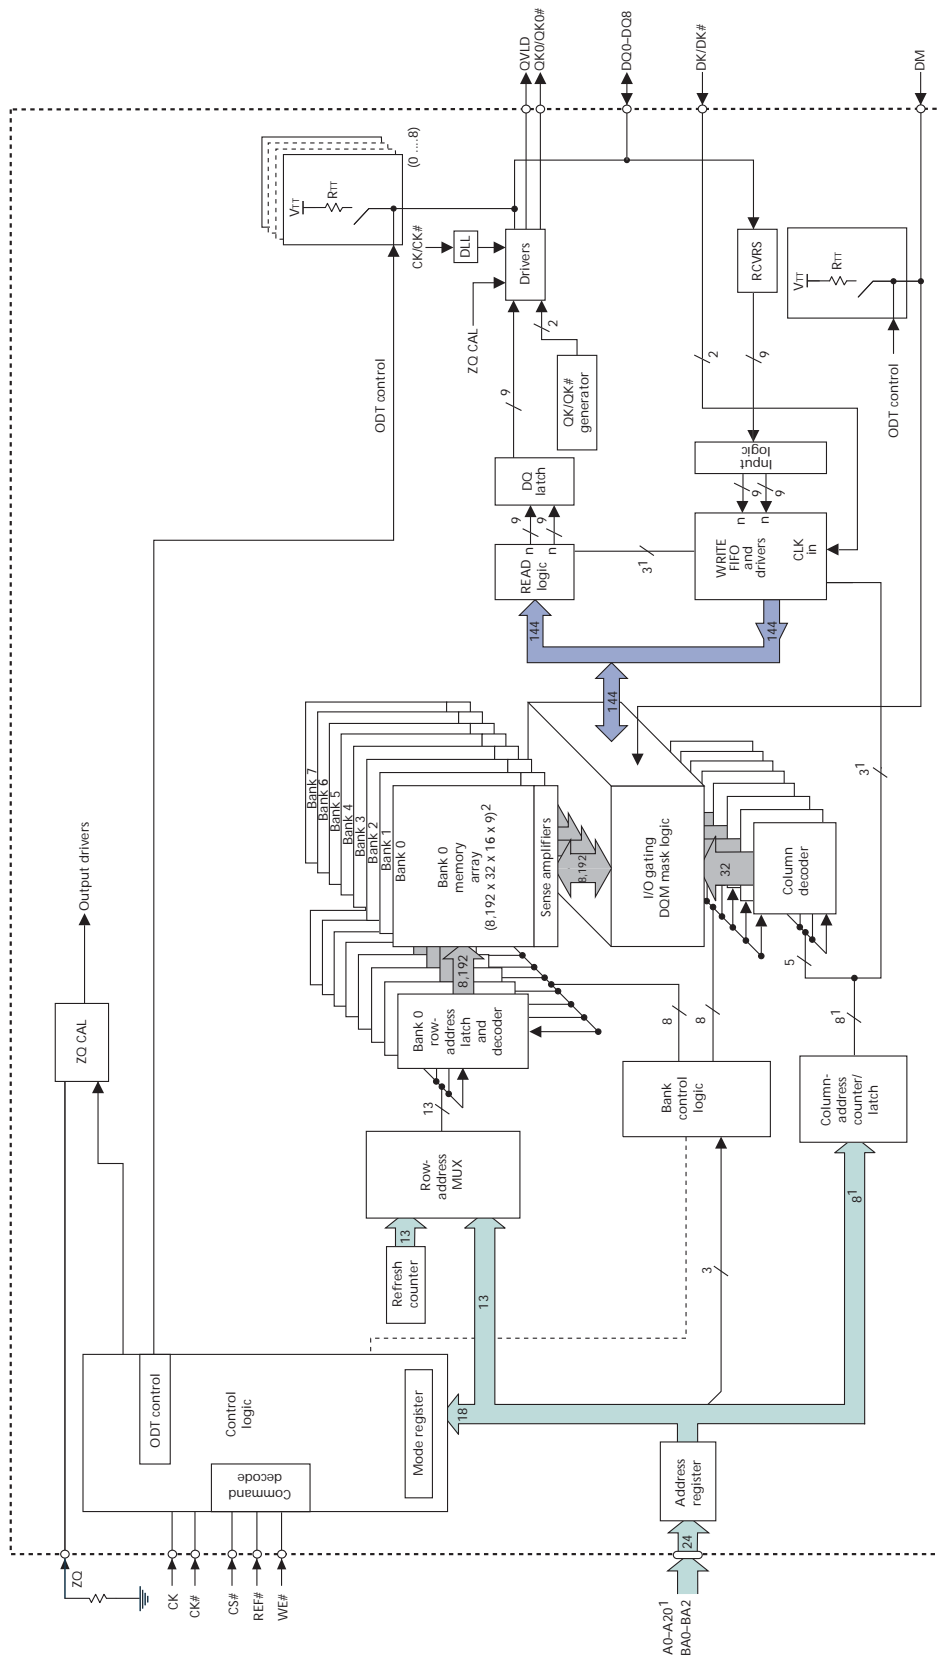 ZQ
ZQ CAL
Output drivers
CK
CK#
CS#
REF#
WE#
ODT control
Control
logic
Command
decode
Mode register
ODT control
VTT
RTT
(0 ....8)
CK/CK#
DLL
ZQ CAL
Drivers
QVLD
QK0/QK0#
Refresh
counter
13
13
18
Row-
address
MUX
13
Bank 0
row-
address
latch
and
decoder
8,192
Bank 7
Bank 6
Bank 5
Bank 4
Bank 3
Bank 2
Bank 1
Bank 0
Bank 0
memory
array
(8,192 x 32 x 16 x 9)²
Sense amplifiers
8,192
I/O gating
DQM mask logic
144
144
144
READ
logic
n
n
9
9
DQ
latch
9
2
QK/QK#
generator
DQ0–DQ8
3¹
WRITE
FIFO
and
drivers
CLK
in
n
n
9
9
Input
logic
9
2
RCVRS
DK/DK#
VTT
RTT
ODT control
DM
A0–A20¹
BA0–BA2
24
Address
register
3
Bank
control
logic
8
8
8¹
Column-
address
counter/
latch
8¹
5
32
Column
decoder
3¹